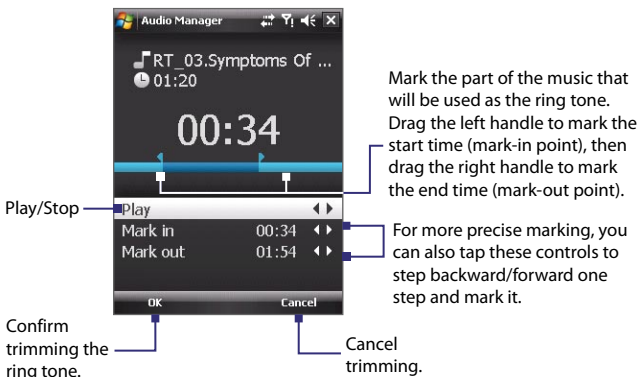 Audio Manager
RT_03.Symptoms Of ...
01:20
00:34
Mark the part of the music that
will be used as the ring tone.
Drag the left handle to mark the
start time (mark-in point), then
drag the right handle to mark
the end time (mark-out point).
Play/Stop
Play
Mark in 00:34
Mark out 01:54
For more precise marking, you
can also tap these controls to
step backward/forward one
step and mark it.
OK Cancel
Confirm
trimming the
ring tone.
Cancel
trimming.